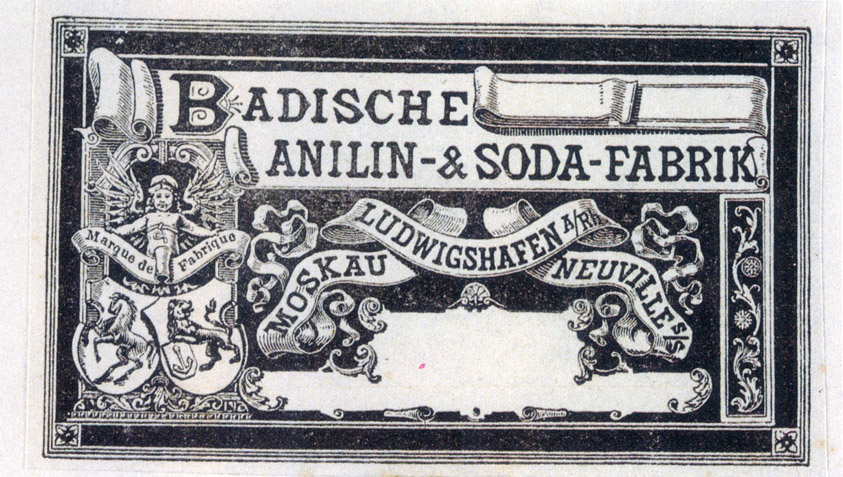 BADISCHE
ANILIN-& SODA-FABRIK
Marque de Fabrique
LUDWIGSHAFEN A/RH.
MOSKAU
NEUVILLE S/S